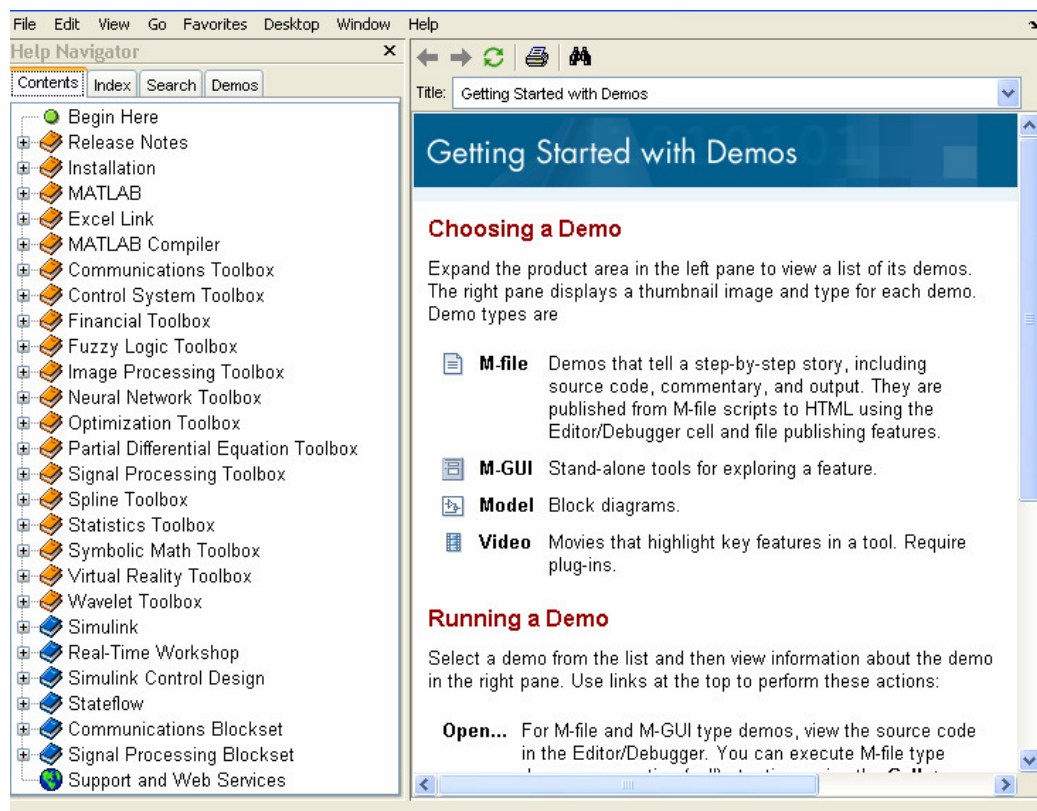 File Edit View Go Favorites Desktop Window Help
Help Navigator
Contents Index Search Demos
Begin Here
Release Notes
Installation
MATLAB
Excel Link
MATLAB Compiler
Communications Toolbox
Control System Toolbox
Financial Toolbox
Fuzzy Logic Toolbox
Image Processing Toolbox
Neural Network Toolbox
Optimization Toolbox
Partial Differential Equation Toolbox
Signal Processing Toolbox
Spline Toolbox
Statistics Toolbox
Symbolic Math Toolbox
Virtual Reality Toolbox
Wavelet Toolbox
Simulink
Real-Time Workshop
Simulink Control Design
Stateflow
Communications Blockset
Signal Processing Blockset
Support and Web Services
Title: Getting Started with Demos
Getting Started with Demos
Choosing a Demo
Expand the product area in the left pane to view a list of its demos.
The right pane displays a thumbnail image and type for each demo.
Demo types are
M-file Demos that tell a step-by-step story, including
source code, commentary, and output. They are
published from M-file scripts to HTML using the
Editor/Debugger cell and file publishing features.
M-GUI Stand-alone tools for exploring a feature.
Model Block diagrams.
Video Movies that highlight key features in a tool. Require
plug-ins.
Running a Demo
Select a demo from the list and then view information about the demo
in the right pane. Use links at the top to perform these actions:
Open... For M-file and M-GUI type demos, view the source code
in the Editor/Debugger. You can execute M-file type